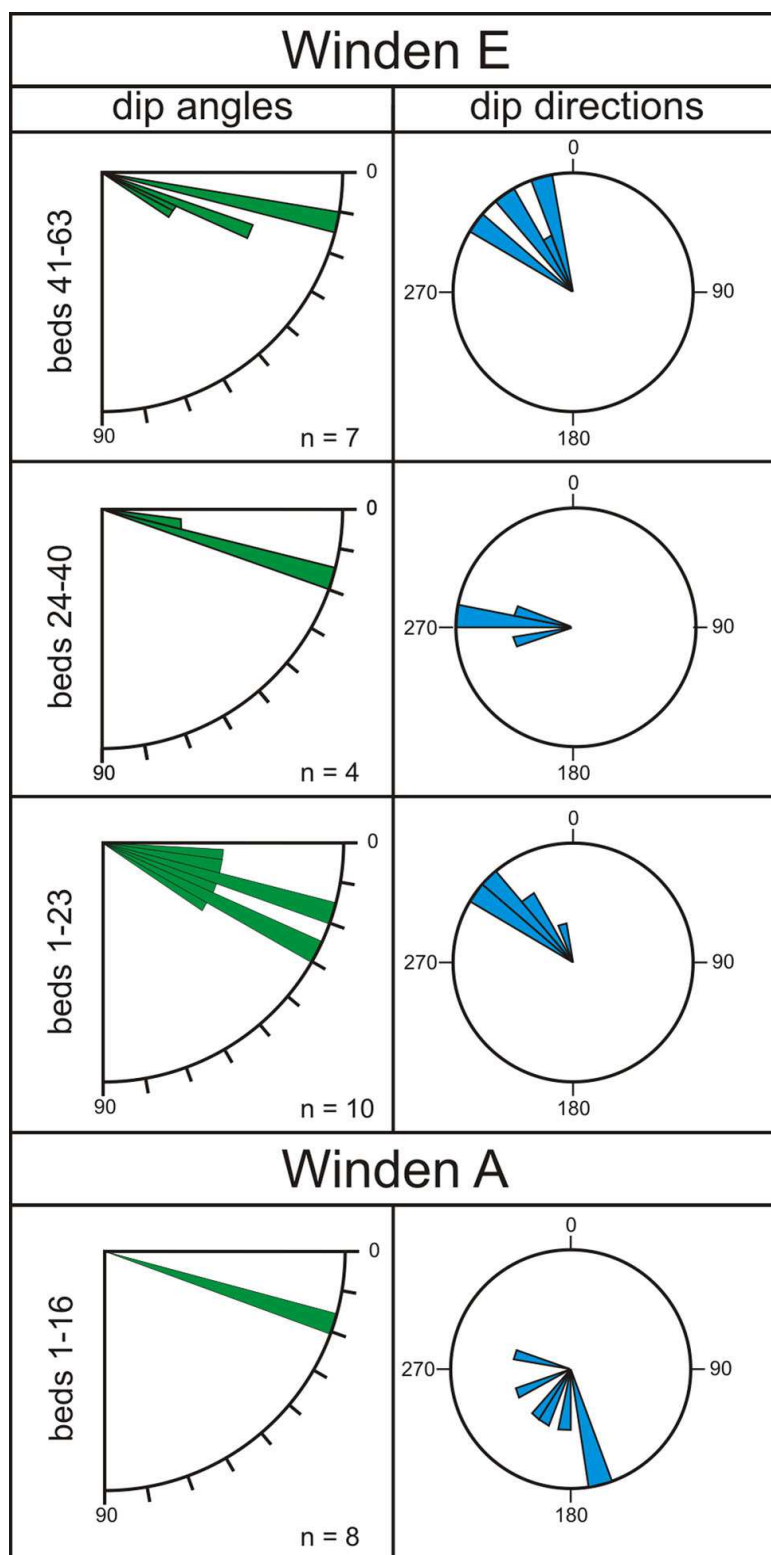 Winden E
dip angles
dip directions
beds 41-63
0
90
n = 7
0
270
90
180
beds 24-40
0
90
n = 4
0
270
90
180
beds 1-23
0
90
n = 10
0
270
90
180
Winden A
beds 1-16
0
90
n = 8
0
270
90
180